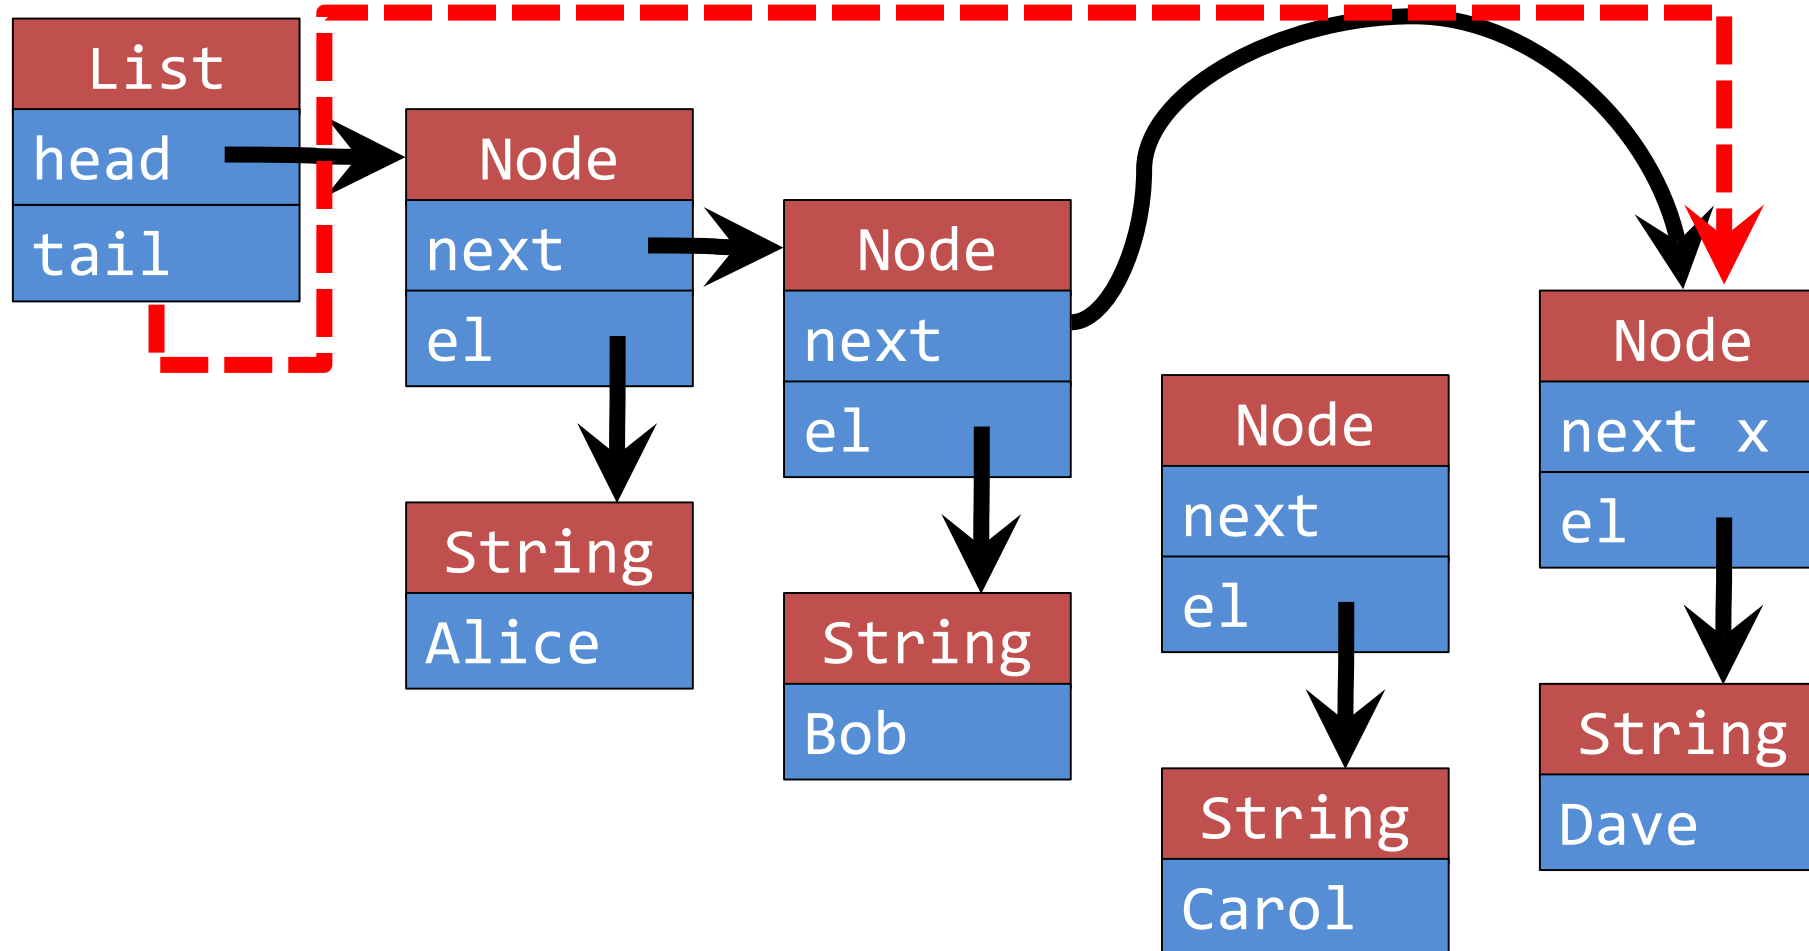 List
head
tail
Node
next
el
String
Alice
Node
next
el
String
Bob
Node
next
el
String
Carol
Node
next x
el
String
Dave